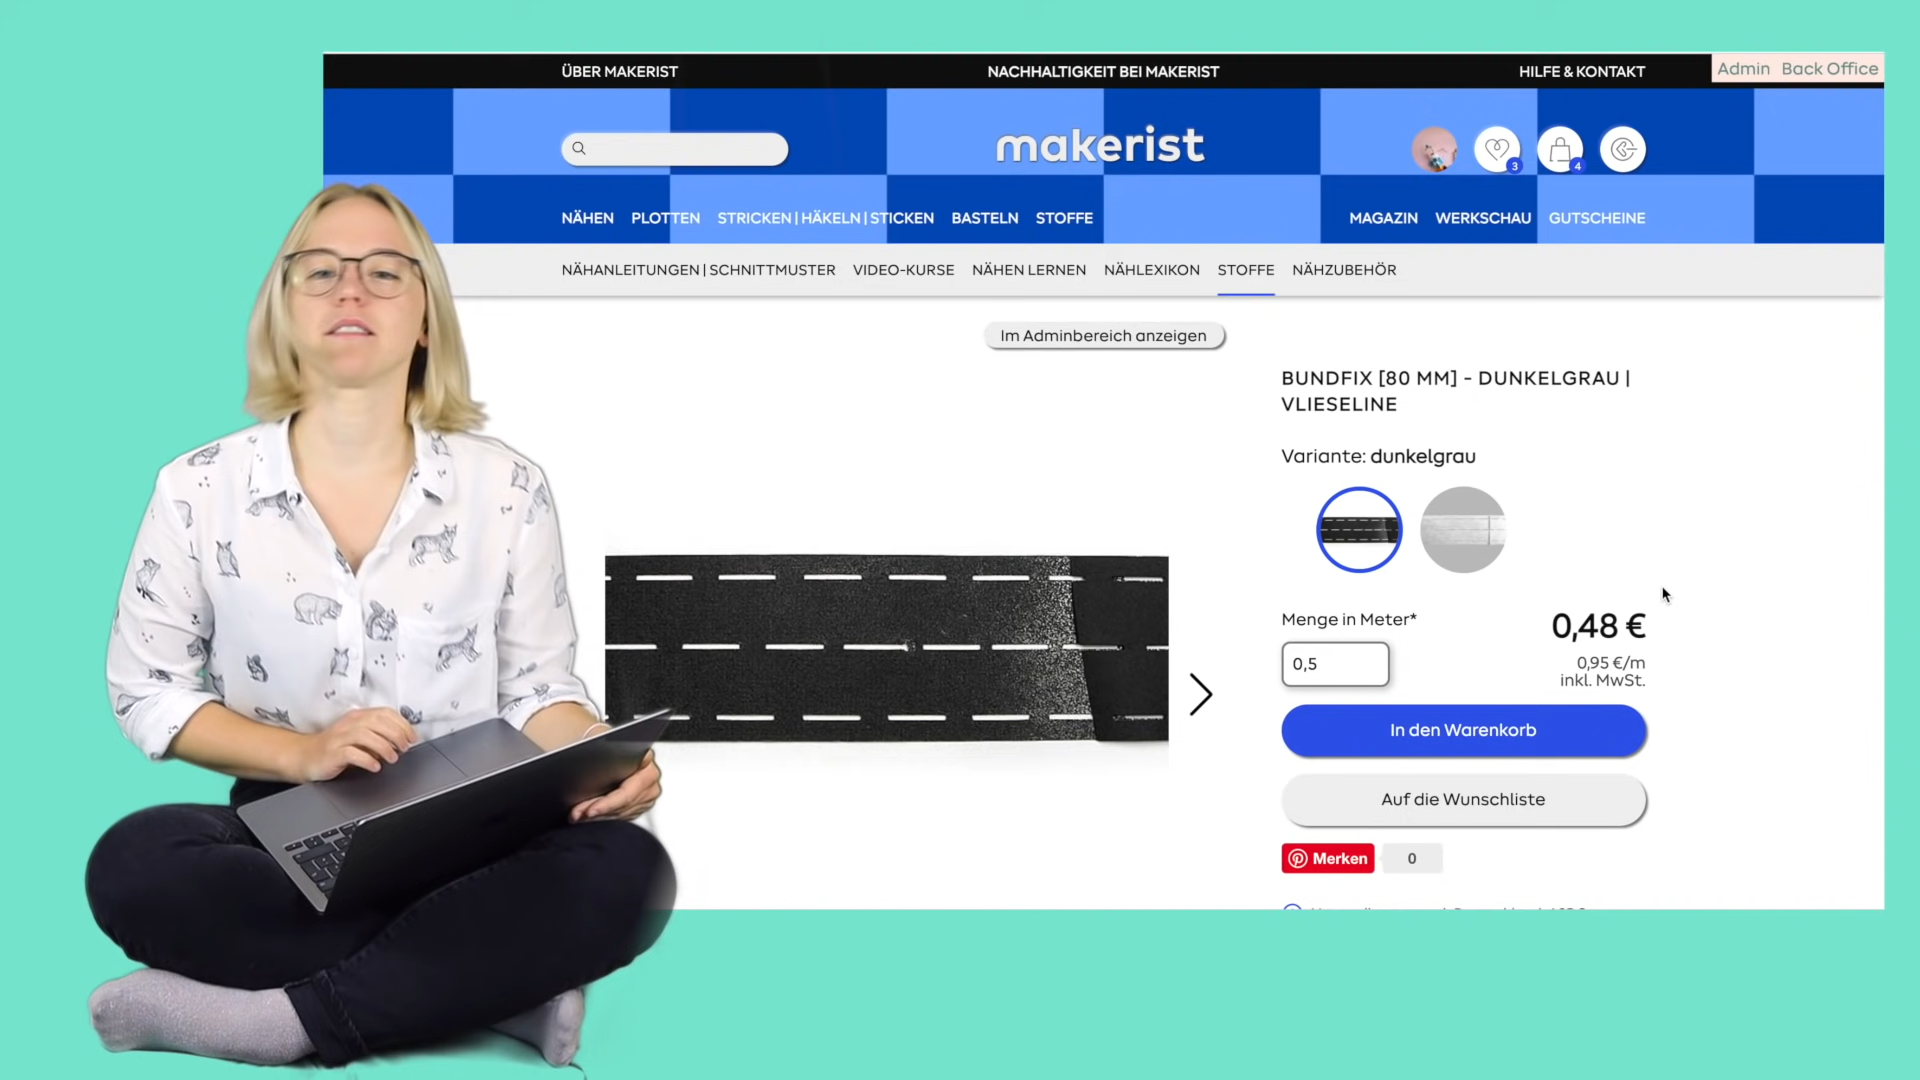 ÜBER MAKERIST
NACHHALTIGKEIT BEI MAKERIST
HILFE & KONTAKT
Admin Back Office
makerist
3
4
NÄHEN PLOTTEN STRICKEN | HÄKELN | STICKEN BASTELN STOFFE
MAGAZIN WERKSCHAU GUTSCHEINE
NÄHANLEITUNGEN | SCHNITTMUSTER VIDEO-KURSE NÄHEN LERNEN NÄHLEXIKON STOFFE NÄHZUBEHÖR
Im Adminbereich anzeigen
BUNDFIX [80 MM] - DUNKELGRAU |
VLIESELINE
Variante: dunkelgrau
Menge in Meter*
0,48 €
0,5
0,95 €/m
inkl. MwSt.
In den Warenkorb
Auf die Wunschliste
Merken
0